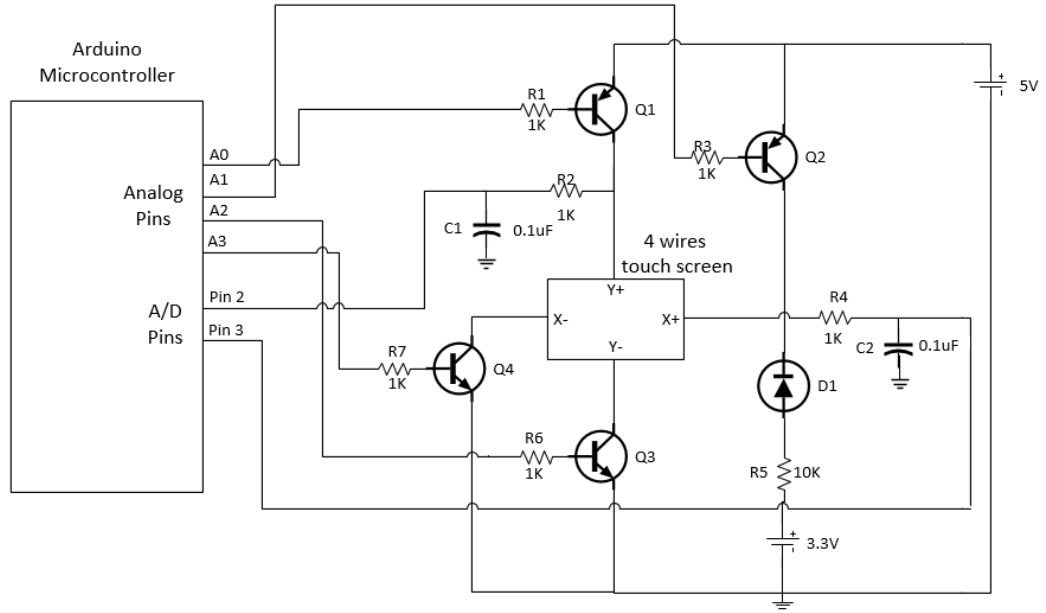 Arduino
Microcontroller
A0
A1
Analog
Pins
A2
A3
Pin 2
A/D
Pins
Pin 3
R1
1K
Q1
5V
R3
1K
Q2
R2
1K
C1
0.1uF
4 wires
touch screen
Y+
X-
X+
Y-
R4
1K
C2
0.1uF
R7
1K
Q4
D1
R6
1K
Q3
R5
10K
3.3V